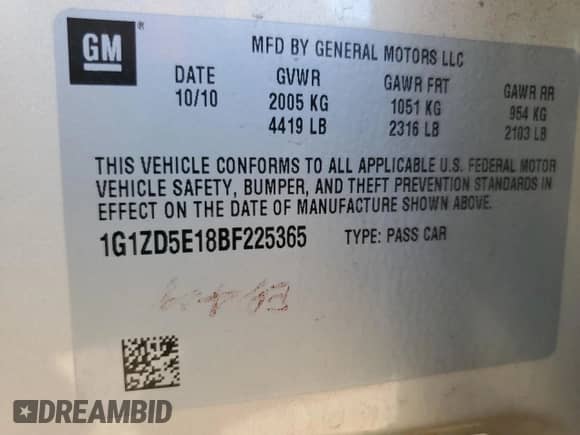 GM ®
MFD BY GENERAL MOTORS LLC
DATE GVWR GAWR FRT GAWR RR
10/10 2005 KG 1051 KG 954 KG
4419 LB 2316 LB 2103 LB
THIS VEHICLE CONFORMS TO ALL APPLICABLE U.S. FEDERAL MOTOR
VEHICLE SAFETY, BUMPER, AND THEFT PREVENTION STANDARDS IN
EFFECT ON THE DATE OF MANUFACTURE SHOWN ABOVE.
1G1ZD5E18BF225365 TYPE: PASS CAR
DREAMBID